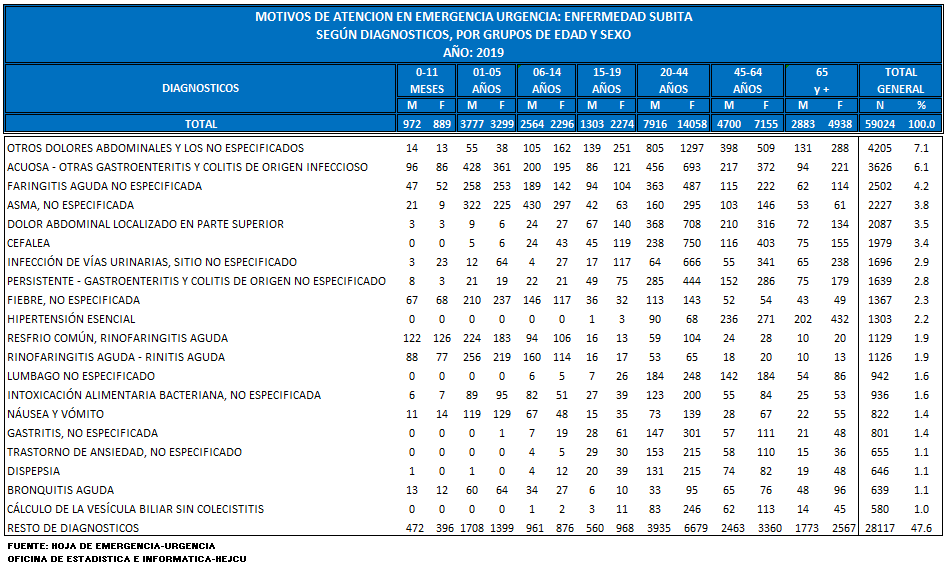 MOTIVOS DE ATENCION EN EMERGENCIA URGENCIA: ENFERMEDAD SUBITA
SEGÚN DIAGNOSTICOS, POR GRUPOS DE EDAD Y SEXO
AÑO: 2019
DIAGNOSTICOS 0-11 MESES 01-05 AÑOS 06-14 AÑOS 15-19 AÑOS 20-44 AÑOS 45-64 AÑOS 65 y + TOTAL GENERAL
M F M F M F M F M F M F M F N %
TOTAL 972 889 3777 3299 2564 2296 1303 2274 7916 14058 4700 7155 2883 4938 59024 100.0
OTROS DOLORES ABDOMINALES Y LOS NO ESPECIFICADOS 14 13 55 38 105 162 139 251 805 1297 398 509 131 288 4205 7.1
ACUOSA - OTRAS GASTROENTERITIS Y COLITIS DE ORIGEN INFECCIOSO 96 86 428 361 200 195 86 121 456 693 217 372 94 221 3626 6.1
FARINGITIS AGUDA NO ESPECIFICADA 47 52 258 253 189 142 94 104 363 487 115 222 62 114 2502 4.2
ASMA, NO ESPECIFICADA 21 9 322 225 430 297 42 63 160 295 103 146 53 61 2227 3.8
DOLOR ABDOMINAL LOCALIZADO EN PARTE SUPERIOR 3 3 9 6 24 27 67 140 368 708 210 316 72 134 2087 3.5
CEFALEA 0 0 5 6 24 43 45 119 238 750 116 403 75 155 1979 3.4
INFECCIÓN DE VÍAS URINARIAS, SITIO NO ESPECIFICADO 3 23 12 64 4 27 17 117 64 666 55 341 65 238 1696 2.9
PERSISTENTE - GASTROENTERITIS Y COLITIS DE ORIGEN NO ESPECIFICADO 8 3 21 19 22 21 49 75 285 444 152 286 75 179 1639 2.8
FIEBRE, NO ESPECIFICADA 67 68 210 237 146 117 36 32 113 143 52 54 43 49 1367 2.3
HIPERTENSIÓN ESENCIAL 0 0 0 0 0 0 1 3 90 68 236 271 202 432 1303 2.2
RESFRIO COMÚN, RINOFARINGITIS AGUDA 122 126 224 183 94 106 16 13 59 104 24 28 10 20 1129 1.9
RINOFARINGITIS AGUDA - RINITIS AGUDA 88 77 256 219 160 114 16 17 53 65 18 20 10 13 1126 1.9
LUMBAGO NO ESPECIFICADO 0 0 0 0 6 5 7 26 184 248 142 184 54 86 942 1.6
INTOXICACIÓN ALIMENTARIA BACTERIANA, NO ESPECIFICADA 6 7 89 95 82 51 27 39 123 200 55 84 25 53 936 1.6
NÁUSEA Y VÓMITO 11 14 119 129 67 48 15 35 73 139 28 67 22 55 822 1.4
GASTRITIS, NO ESPECIFICADA 0 0 0 1 7 19 28 61 147 301 57 111 21 48 801 1.4
TRASTORNO DE ANSIEDAD, NO ESPECIFICADO 0 0 0 0 4 5 29 30 153 215 58 110 15 36 655 1.1
DISPEPSIA 1 0 1 0 4 12 20 39 131 215 74 82 19 48 646 1.1
BRONQUITIS AGUDA 13 12 60 64 34 27 6 10 33 95 65 76 48 96 639 1.1
CÁLCULO DE LA VESÍCULA BILIAR SIN COLECISTITIS 0 0 0 0 1 2 3 11 83 246 62 113 14 45 580 1.0
RESTO DE DIAGNOSTICOS 472 396 1708 1399 961 876 560 968 3935 6679 2463 3360 1773 2567 28117 47.6
FUENTE: HOJA DE EMERGENCIA-URGENCIA
OFICINA DE ESTADISTICA E INFORMATICA-HEJCU